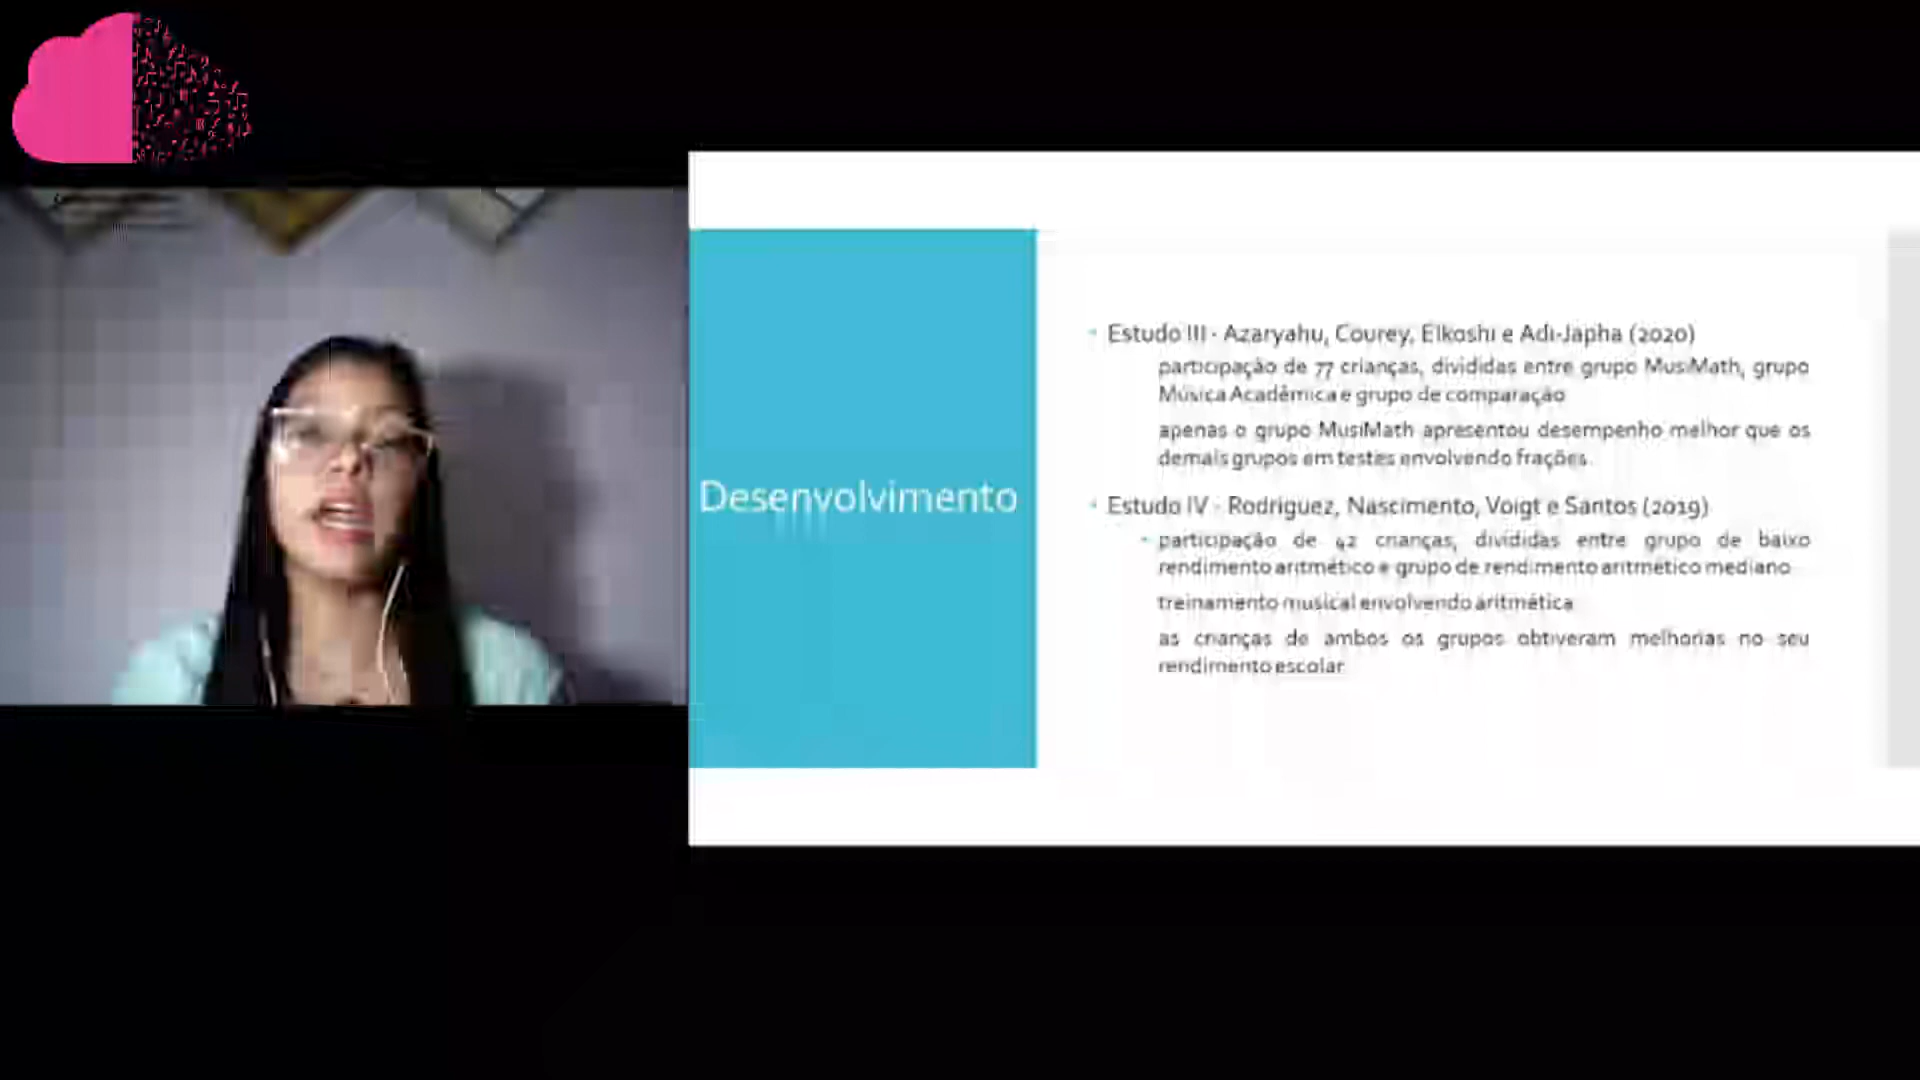 Desenvolvimento
Estudo III - Azaryahu, Courey, Elkoshi e Adi-Japha (2020)
participação de 77 crianças, divididas entre grupo MusiMath, grupo
Música Acadêmica e grupo de comparação
apenas o grupo MusiMath apresentou desempenho melhor que os
demais grupos em testes envolvendo frações
Estudo IV - Rodriguez, Nascimento, Voigt e Santos (2019)
participação de 42 crianças, divididas entre grupo de baixo
rendimento aritmético e grupo de rendimento aritmético mediano
treinamento musical envolvendo aritmética
as crianças de ambos os grupos obtiveram melhorias no seu
rendimento escolar